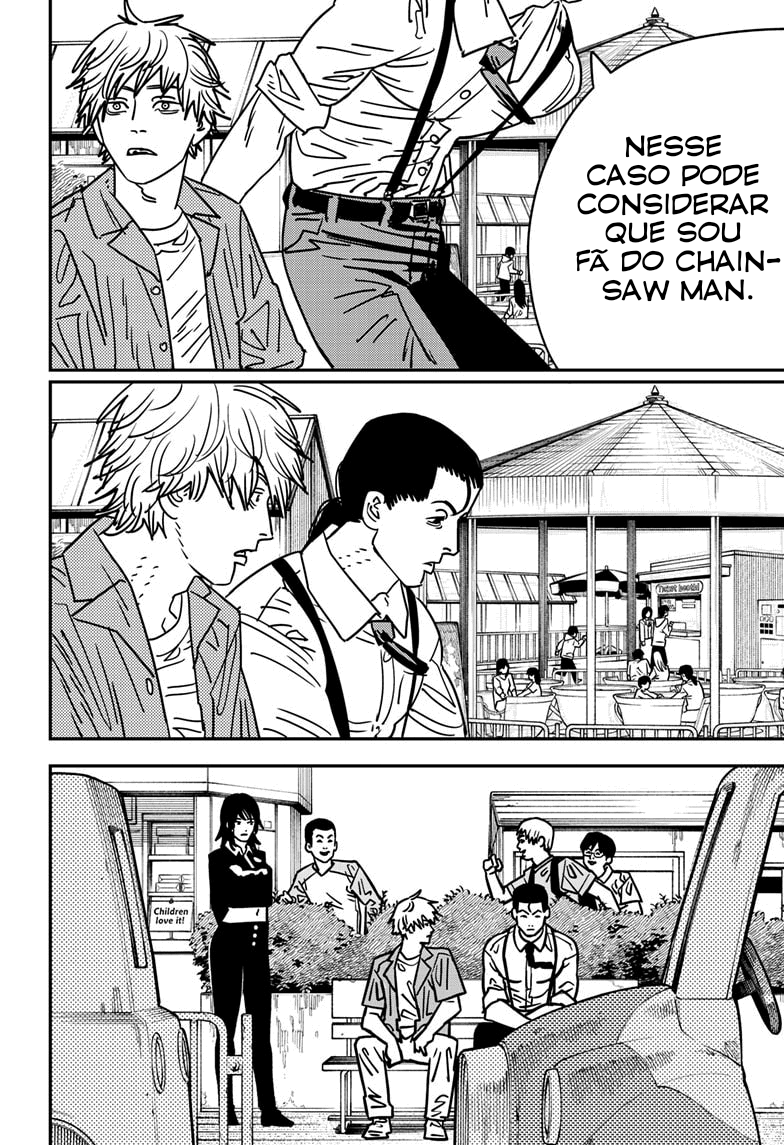 NESSE
CASO PODE
CONSIDERAR
QUE SOU
FÃ DO CHAIN-
SAW MAN.
Ticket booth!
Children
love it!